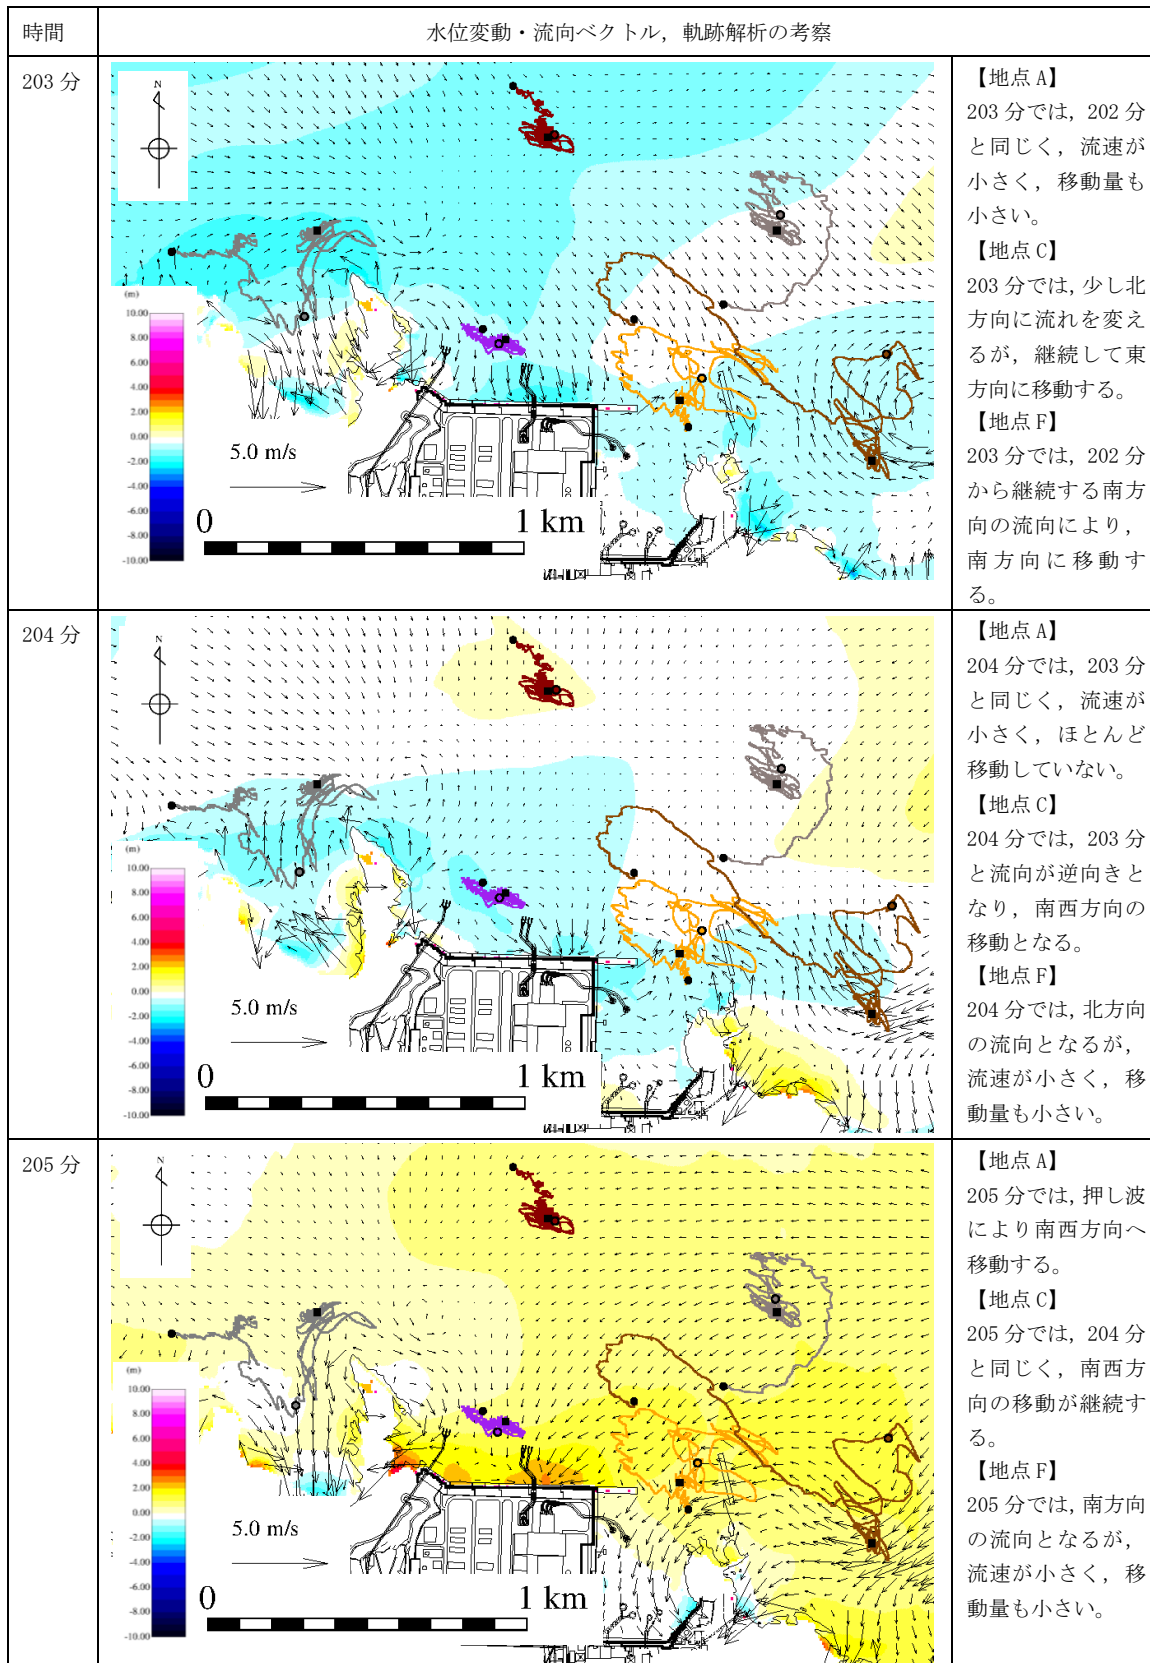 時間
水位変動・流向ベクトル，軌跡解析の考察
203 分
N
(m)
10.00
8.00
6.00
4.00
2.00
0.00
-2.00
-4.00
-6.00
-8.00
-10.00
5.0 m/s
0
1 km
【地点 A】
203 分では，202 分
と同じく，流速が
小さく，移動量も
小さい。
【地点 C】
203 分では，少し北
方向に流れを変え
るが，継続して東
方向に移動する。
【地点 F】
203 分では，202 分
から継続する南方
向の流向により，
南方向に移動す
る。
204 分
N
(m)
10.00
8.00
6.00
4.00
2.00
0.00
-2.00
-4.00
-6.00
-8.00
-10.00
5.0 m/s
0
1 km
【地点 A】
204 分では，203 分
と同じく，流速が
小さく，ほとんど
移動していない。
【地点 C】
204 分では，203 分
と流向が逆向きと
なり，南西方向の
移動となる。
【地点 F】
204 分では，北方向
の流向となるが，
流速が小さく，移
動量も小さい。
205 分
N
(m)
10.00
8.00
6.00
4.00
2.00
0.00
-2.00
-4.00
-6.00
-8.00
-10.00
5.0 m/s
0
1 km
【地点 A】
205 分では，押し波
により南西方向へ
移動する。
【地点 C】
205 分では，204 分
と同じく，南西方
向の移動が継続す
る。
【地点 F】
205 分では，南方向
の流向となるが，
流速が小さく，移
動量も小さい。